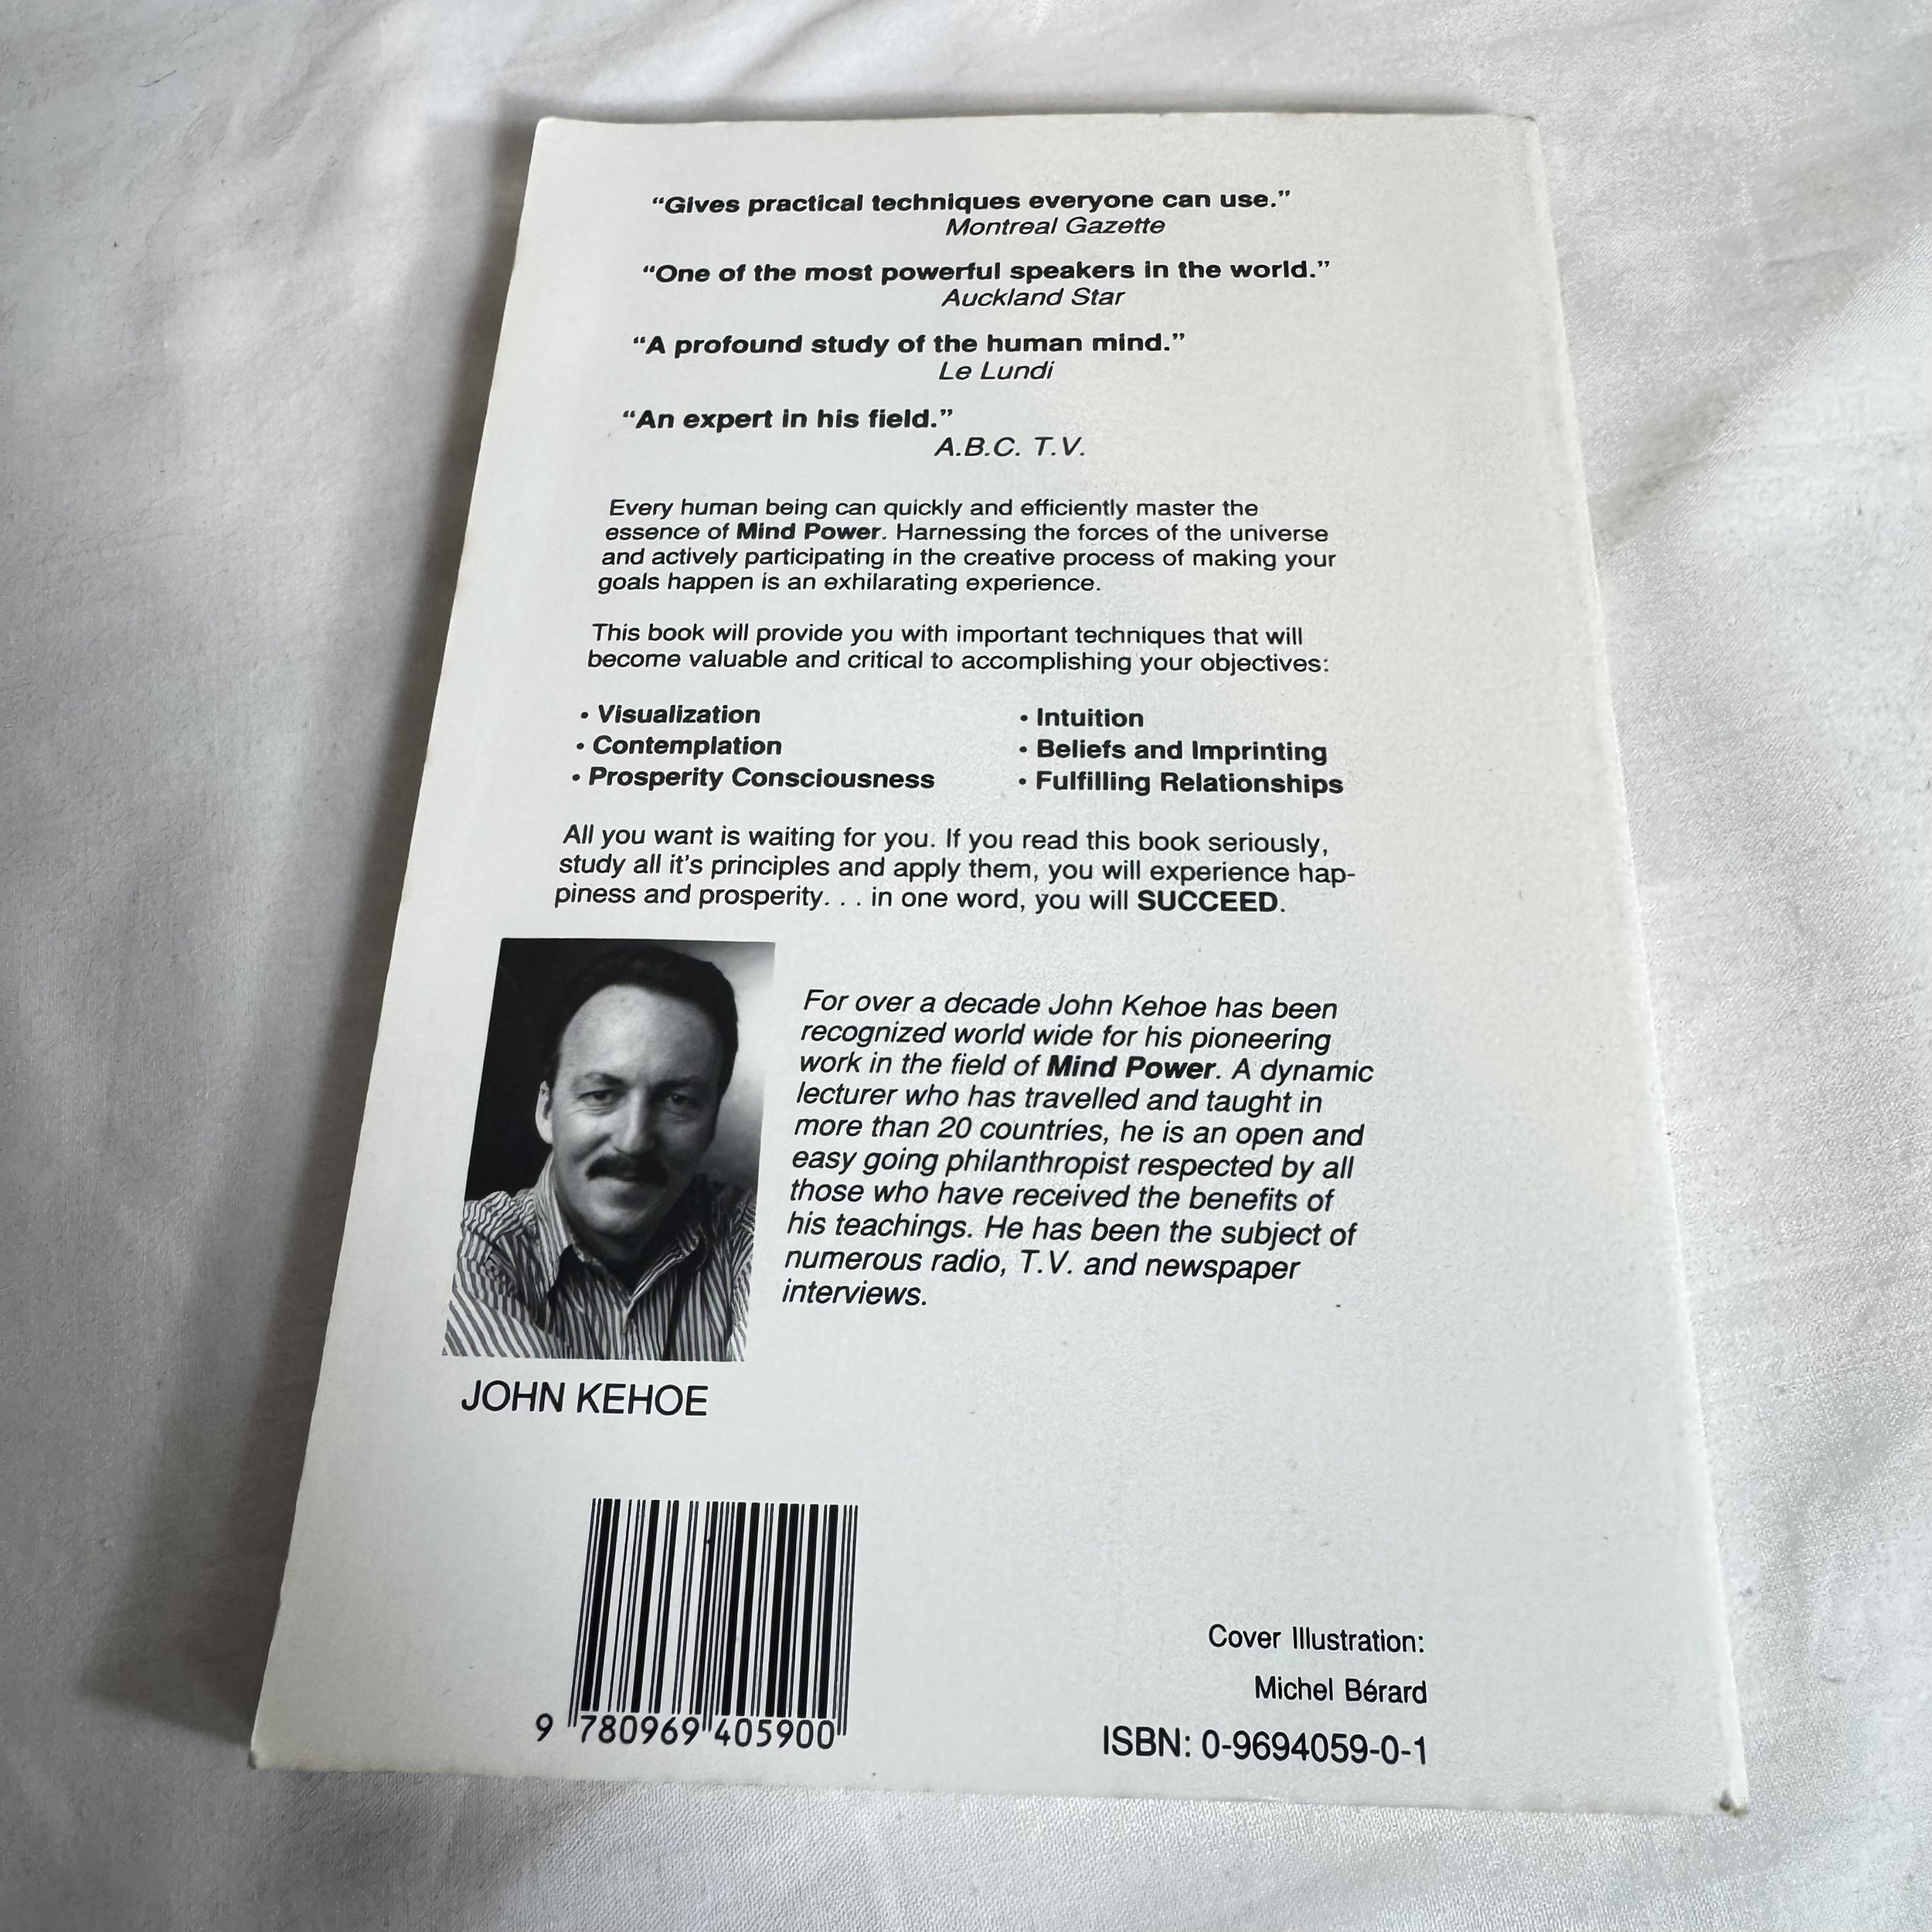 “Gives practical techniques everyone can use.”
Montreal Gazette
“One of the most powerful speakers in the world.”
Auckland Star
“A profound study of the human mind.”
Le Lundi
“An expert in his field.”
A.B.C. T.V.
Every human being can quickly and efficiently master the
essence of Mind Power. Harnessing the forces of the universe
and actively participating in the creative process of making your
goals happen is an exhilarating experience.
This book will provide you with important techniques that will
become valuable and critical to accomplishing your objectives:
• Visualization
• Contemplation
• Prosperity Consciousness
• Intuition
• Beliefs and Imprinting
• Fulfilling Relationships
All you want is waiting for you. If you read this book seriously,
study all it’s principles and apply them, you will experience hap-
piness and prosperity. . . in one word, you will SUCCEED.
For over a decade John Kehoe has been
recognized world wide for his pioneering
work in the field of Mind Power. A dynamic
lecturer who has travelled and taught in
more than 20 countries, he is an open and
easy going philanthropist respected by all
those who have received the benefits of
his teachings. He has been the subject of
numerous radio, T.V. and newspaper
interviews.
JOHN KEHOE
9 780969 405900
Cover Illustration:
Michel Bérard
ISBN: 0-9694059-0-1